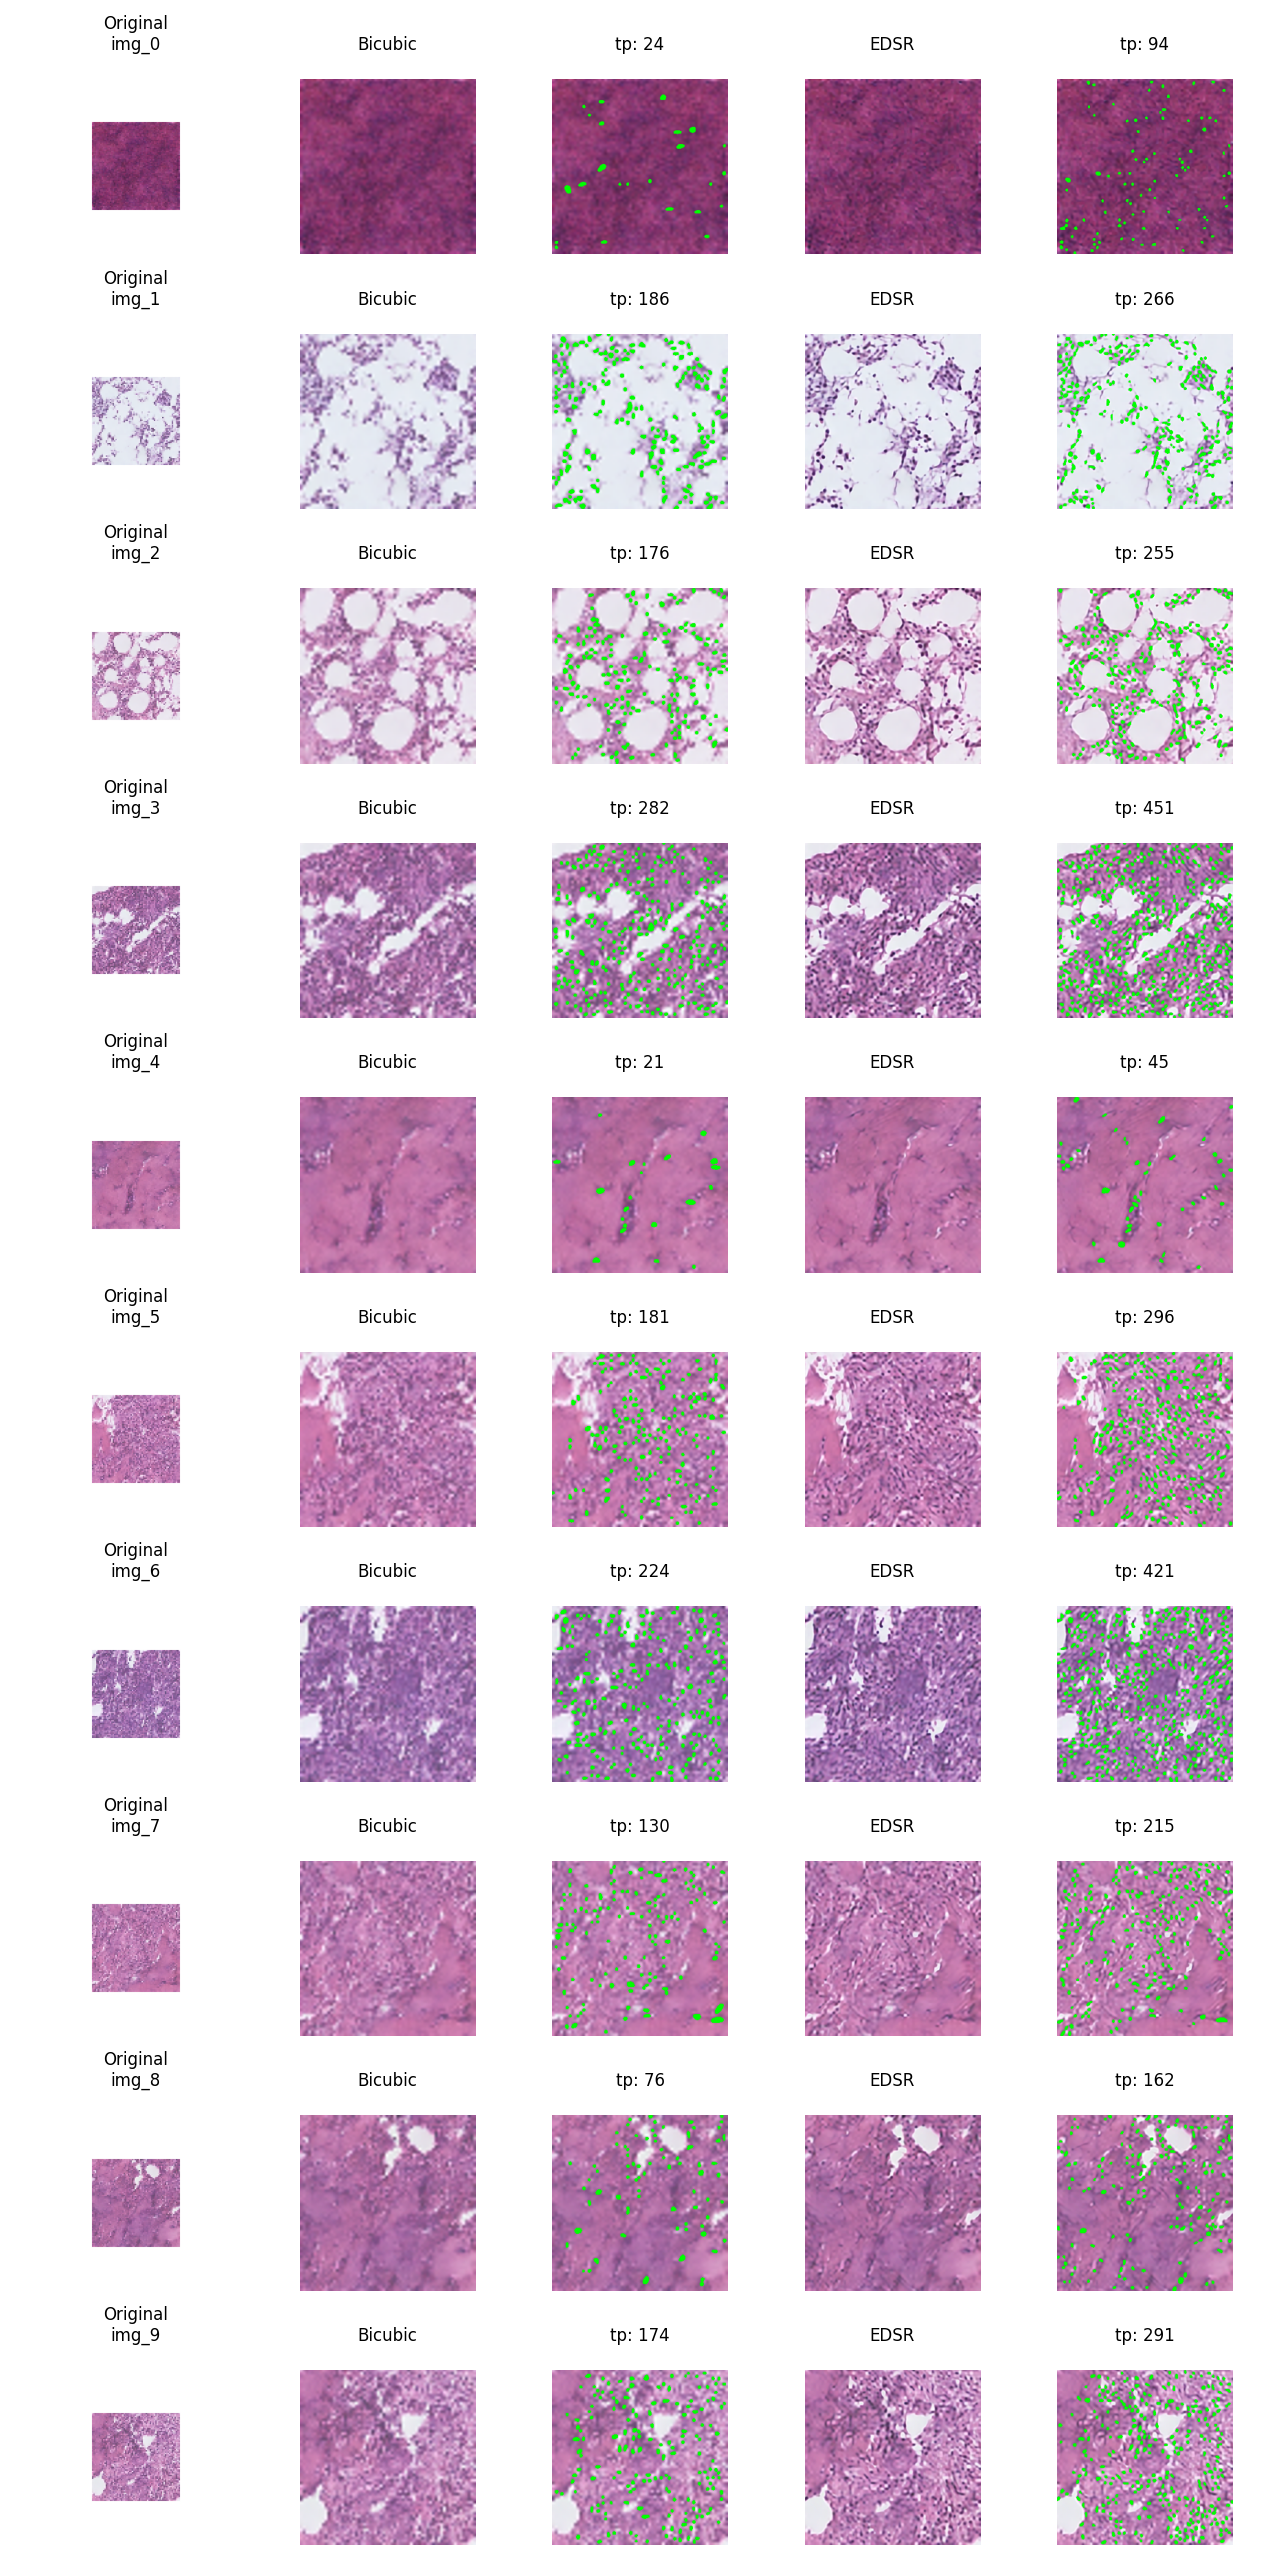 Original
img_0
Bicubic
tp: 24
EDSR
tp: 94
Original
img_1
Bicubic
tp: 186
EDSR
tp: 266
Original
img_2
Bicubic
tp: 176
EDSR
tp: 255
Original
img_3
Bicubic
tp: 282
EDSR
tp: 451
Original
img_4
Bicubic
tp: 21
EDSR
tp: 45
Original
img_5
Bicubic
tp: 181
EDSR
tp: 296
Original
img_6
Bicubic
tp: 224
EDSR
tp: 421
Original
img_7
Bicubic
tp: 130
EDSR
tp: 215
Original
img_8
Bicubic
tp: 76
EDSR
tp: 162
Original
img_9
Bicubic
tp: 174
EDSR
tp: 291